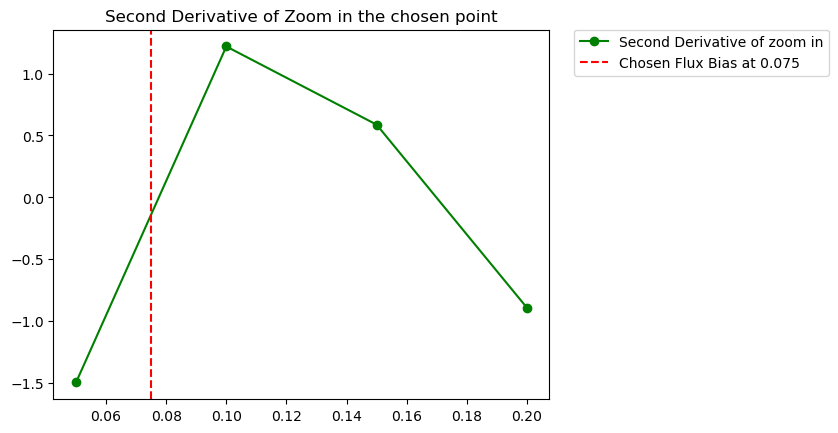 Second Derivative of Zoom in the chosen point
Second Derivative of zoom in
Chosen Flux Bias at 0.075
1.0
0.5
0.0
−0.5
−1.0
−1.5
0.06 0.08 0.10 0.12 0.14 0.16 0.18 0.20